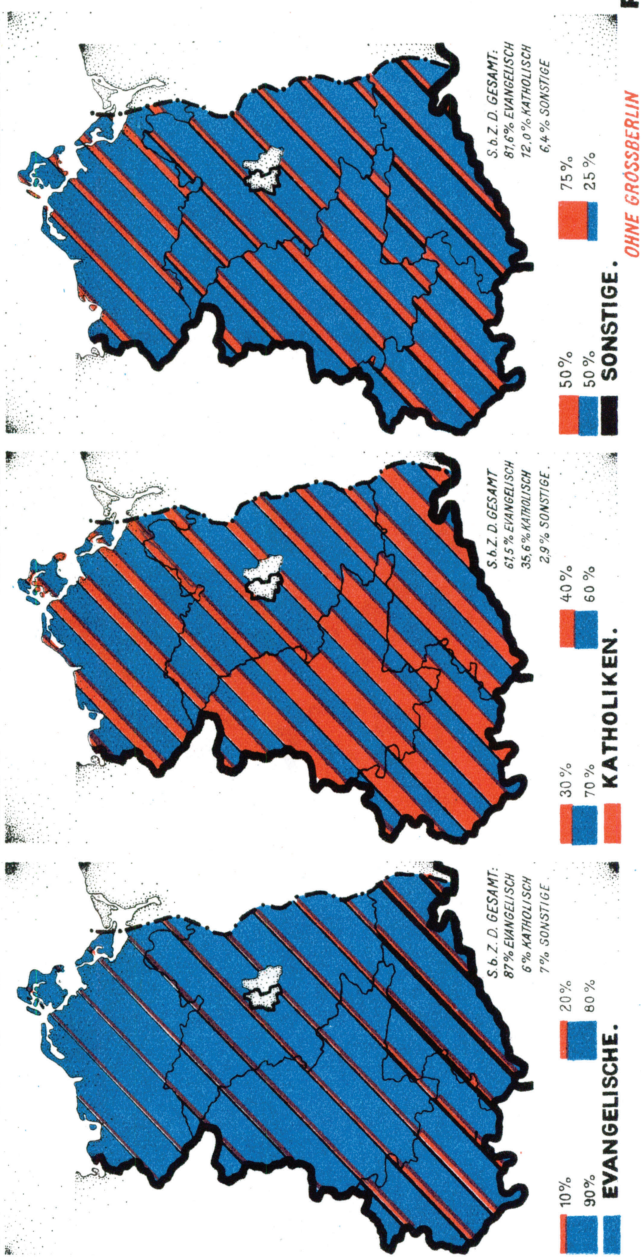 S.b.Z.D. GESAMT:
87% EVANGELISCH
6% KATHOLISCH
7% SONSTIGE
10% 20%
90% 80%
EVANGELISCHE.
S.b.Z.D. GESAMT
61,5% EVANGELISCH
35,6% KATHOLISCH
2,9% SONSTIGE.
30% 40%
70% 60%
KATHOLIKEN.
S.b.Z.D. GESAMT:
81,6% EVANGELISCH
12,0% KATHOLISCH
6,4% SONSTIGE
50% 75%
50% 25%
SONSTIGE.
OHNE GROSSBERLIN